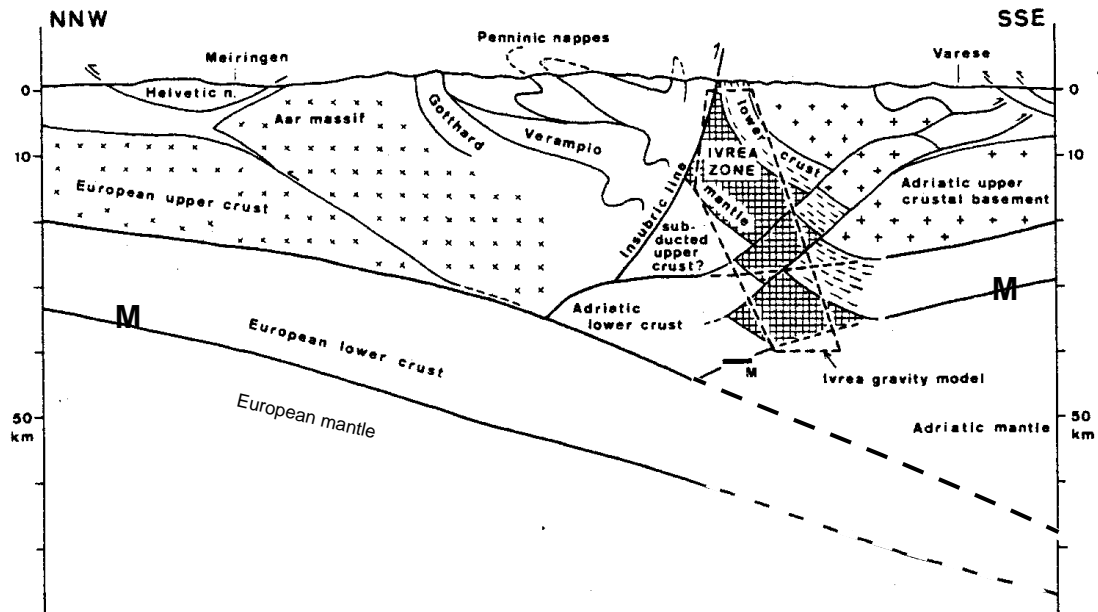 NNW
SSE
Penninic nappes
Meiringen
Varese
Helvetic n.
0
0
Aar massif
Gotthard
Verampio
lower crust
IVREA
ZONE
10
10
European upper crust
Insubric line
mantle
Adriatic upper
crustal basement
sub-
ducted
upper
crust?
M
M
Adriatic
lower crust
European lower crust
M
Ivrea gravity model
European mantle
50
km
50
km
Adriatic mantle